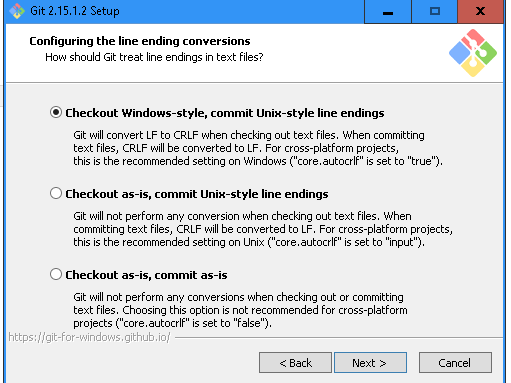 Git 2.15.1.2 Setup
Configuring the line ending conversions
How should Git treat line endings in text files?
Checkout Windows-style, commit Unix-style line endings
Git will convert LF to CRLF when checking out text files. When committing
text files, CRLF will be converted to LF. For cross-platform projects,
this is the recommended setting on Windows ("core.autocrlf" is set to "true").
Checkout as-is, commit Unix-style line endings
Git will not perform any conversion when checking out text files. When
committing text files, CRLF will be converted to LF. For cross-platform projects,
this is the recommended setting on Unix ("core.autocrlf" is set to "input").
Checkout as-is, commit as-is
Git will not perform any conversions when checking out or committing
text files. Choosing this option is not recommended for cross-platform
projects ("core.autocrlf" is set to "false").
https://git-for-windows.github.io/
< Back
Next >
Cancel